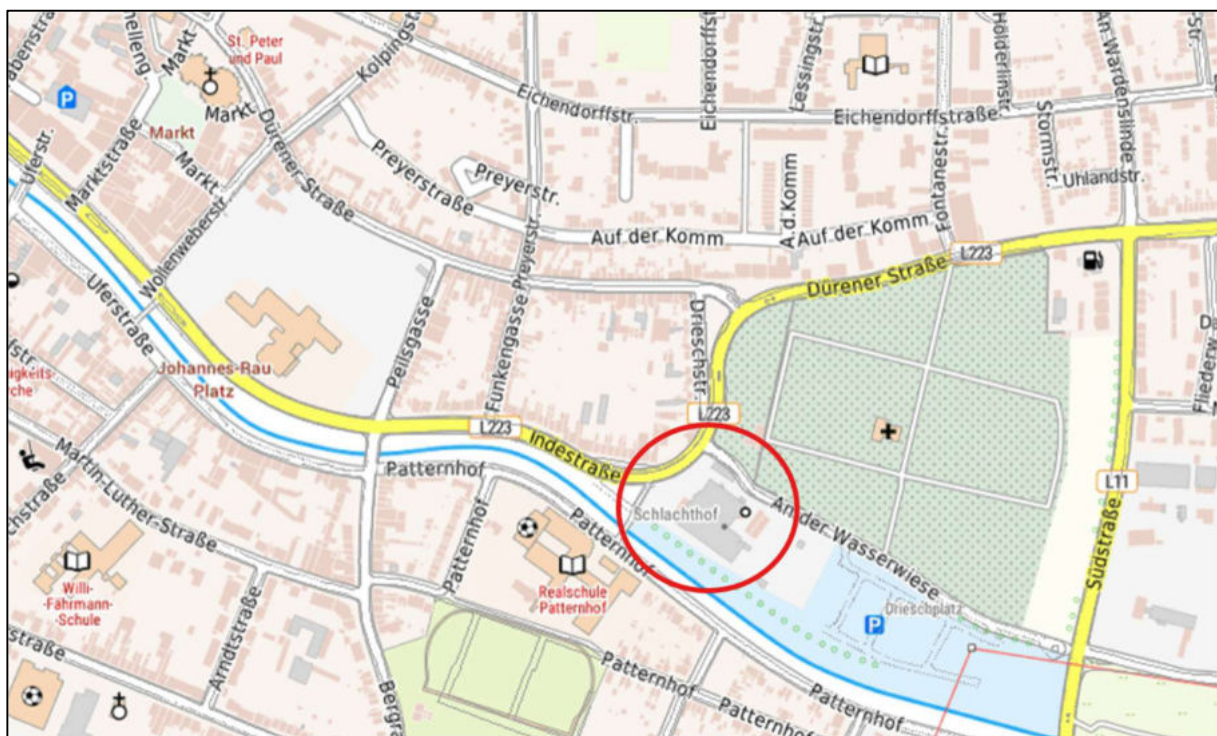 St. Peter
und Paul
Markt
Markt
Markt
Markt
Kolpingstr.
Uferstr.
Marktstraße
Dürener Straße
Eichendorffstr.
Eichendorffstr.
Lessingstr.
Eichendorffstraße
Hölderlinstr.
An Wardenslinde
Stormstr.
Uhlandstr.
Preyerstraße
Preyerstr.
Preyerstr.
Auf der Komm
A.d.Komm
Auf der Komm
Fontanestr.
L223
Dürener Straße
Wollenweberstr.
Uferstraße
Peilsgasse
Funkengasse
Drieschstr.
Johannes-Rau
Platz
L223
L223
Indestraße
Patternhof
Martin-Luther-Straße
Schlachthof
An der Wasserwiese
L11
Südstraße
Patternhof
Patternhof
Realschule
Patternhof
Willi-
Fährmann-
Schule
Arndtstraße
Drieschplatz
P
P
Patternhof
Patternhof
Patternhof